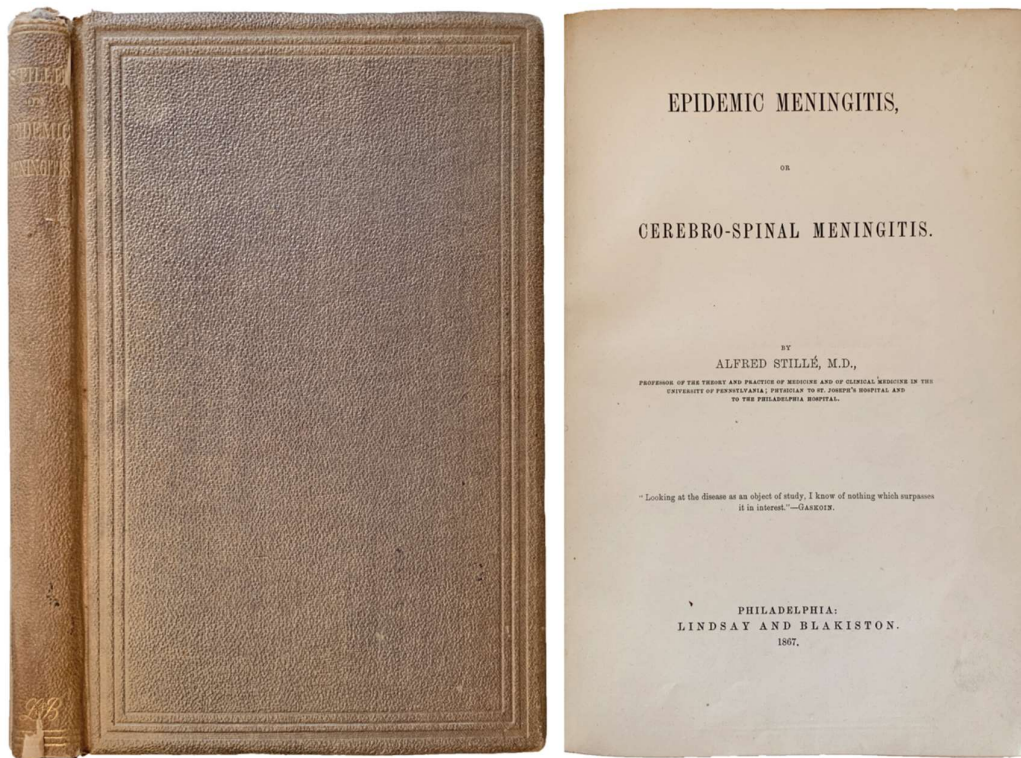 STILLÉ
ON
EPIDEMIC
MENINGITIS
L&B
EPIDEMIC MENINGITIS,
OR
CEREBRO-SPINAL MENINGITIS.
BY
ALFRED STILLÉ, M.D.,
PROFESSOR OF THE THEORY AND PRACTICE OF MEDICINE AND OF CLINICAL MEDICINE IN THE
UNIVERSITY OF PENNSYLVANIA; PHYSICIAN TO ST. JOSEPH'S HOSPITAL AND
TO THE PHILADELPHIA HOSPITAL.
"Looking at the disease as an object of study, I know of nothing which surpasses
it in interest."—GASKOIN.
PHILADELPHIA:
LINDSAY AND BLAKISTON.
1867.